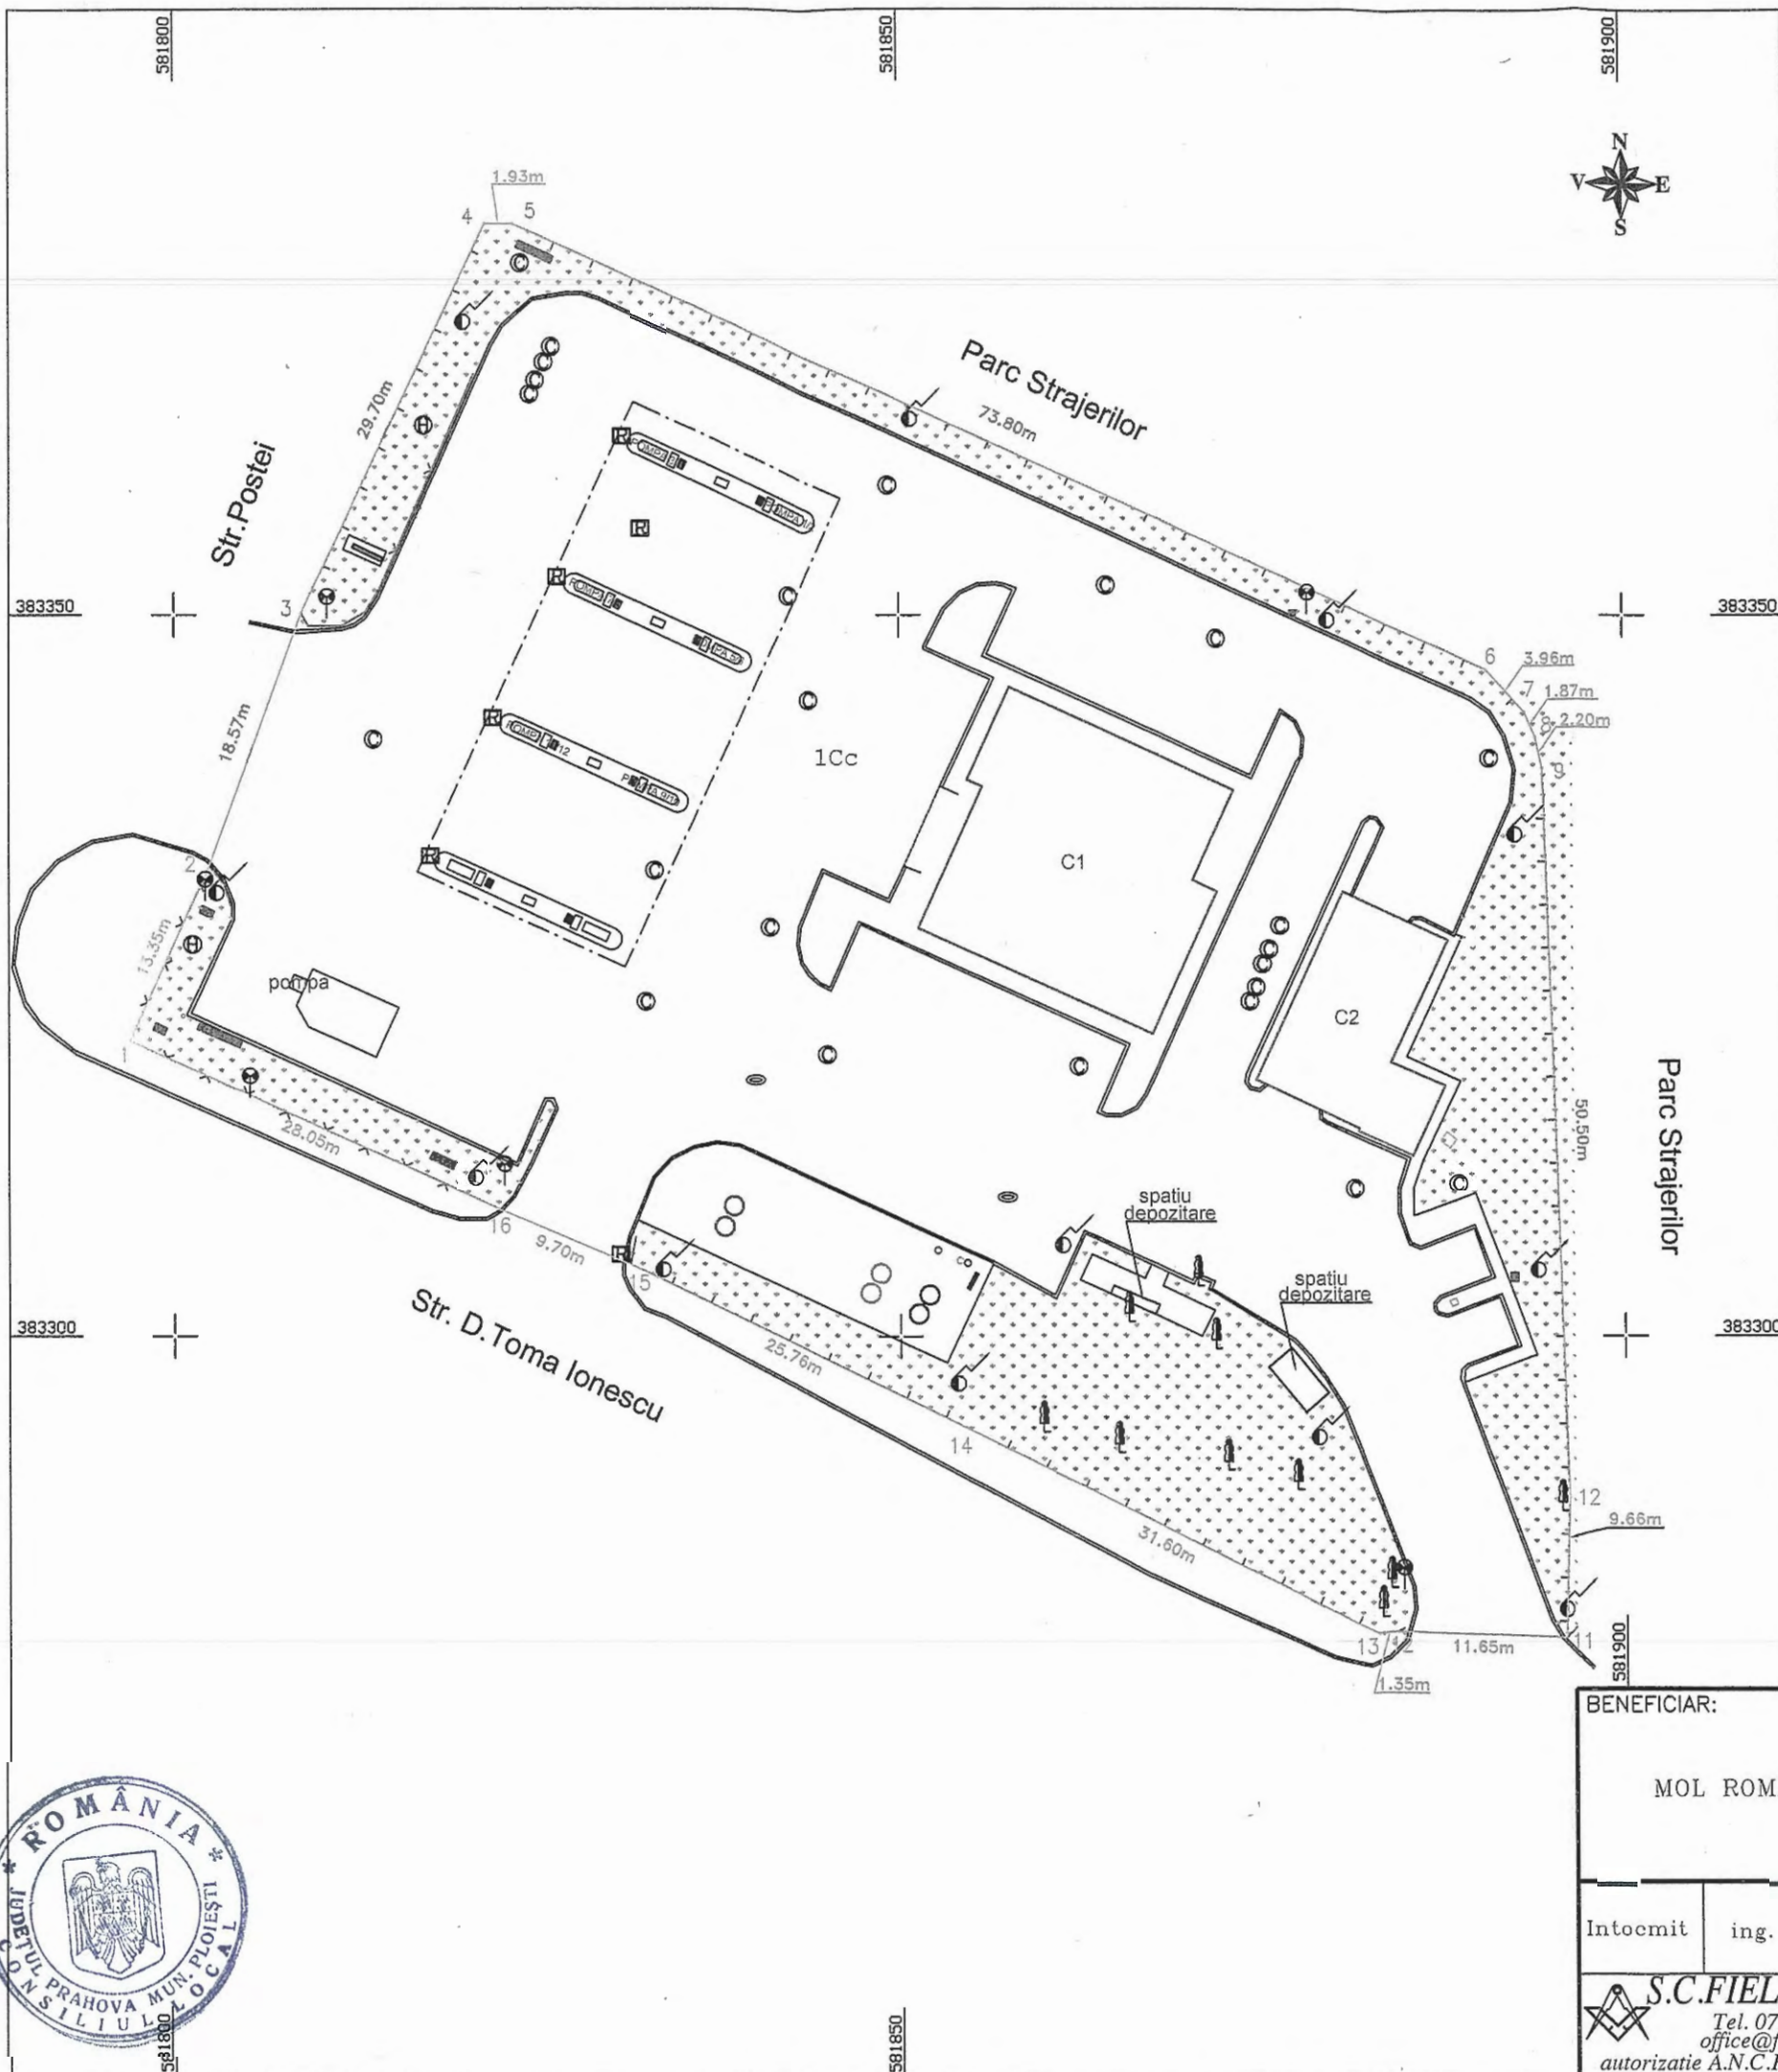 581800
581850
581900
N
V E
S
1.93m
4
5
29.70m
Parc Strajerilor
73.80m
Str.Postei
383350
3
383350
6
3.96m
7
1.87m
8
2.20m
9
18.57m
1Cc
C1
2
13.35m
pompa
C2
1
28.05m
50.50m
Parc Strajerilor
16
9.70m
15
spatiu
depozitare
spatiu
depozitare
383300
Str. D.Toma Ionescu
25.76m
383300
14
12
9.66m
31.60m
13
12
11.65m
11
1.35m
581900
BENEFICIAR:
MOL ROM
Intocmit
ing.
S.C.FIEL
Tel. 07
office@f
autorizatie A.N.C.
* ROMÂNIA *
JUDEȚUL PRAHOVA MUN. PLOIEȘTI
CONSILIUL LOCAL
581800
581850